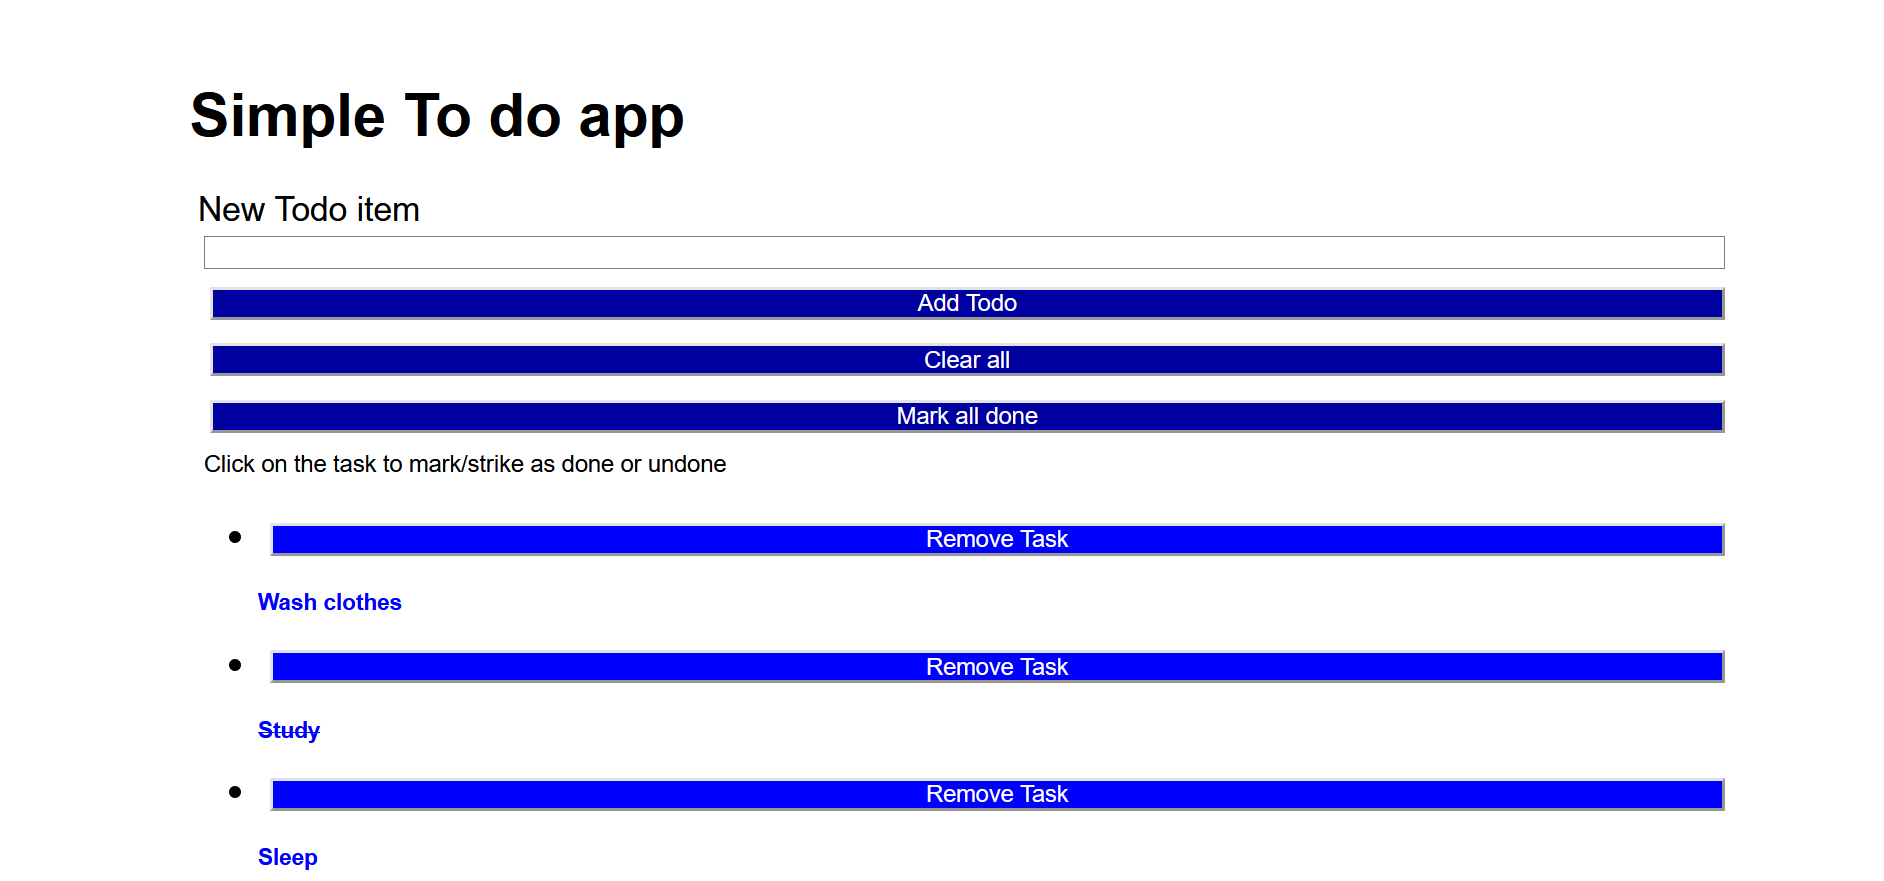 Simple To do app
New Todo item
Add Todo
Clear all
Mark all done
Click on the task to mark/strike as done or undone
Remove Task
Wash clothes
Remove Task
Study
Remove Task
Sleep